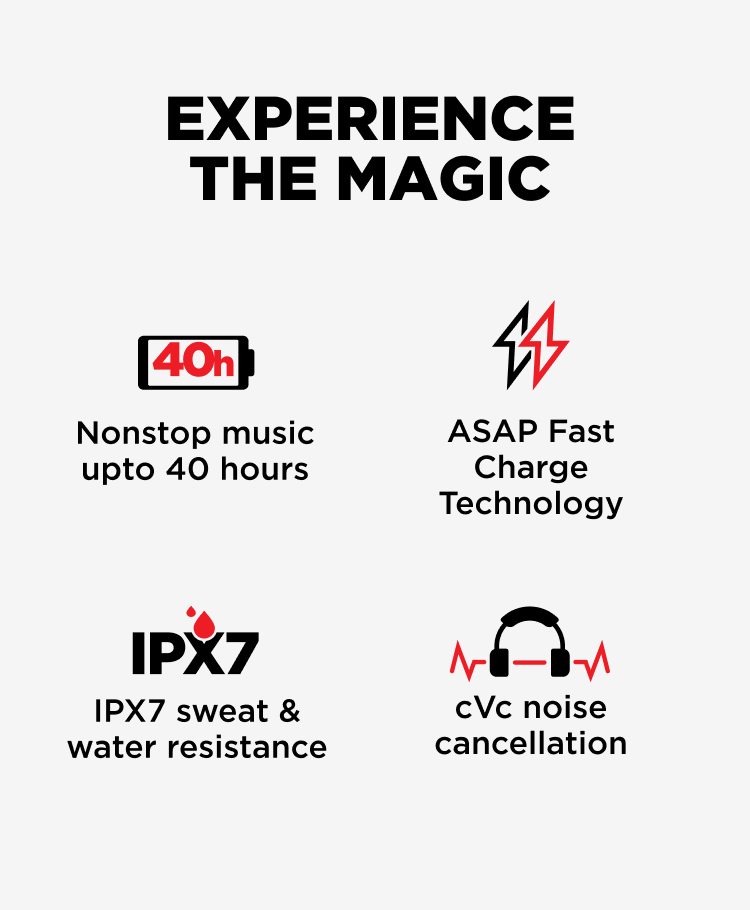 EXPERIENCE
THE MAGIC
40h
Nonstop music
upto 40 hours
ASAP Fast
Charge
Technology
IPX7
IPX7 sweat &
water resistance
cVc noise
cancellation